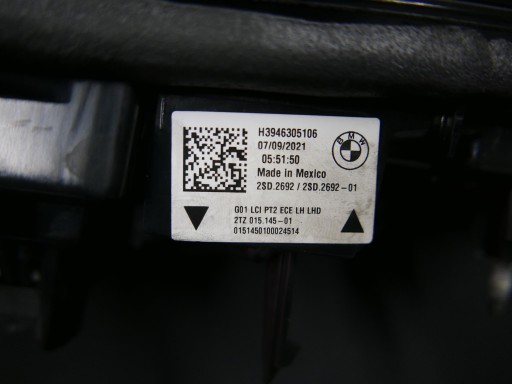 H3946305106
07/09/2021
05:51:50
Made in Mexico
2SD.2692 / 2SD.2692-01
BMW
G01 LCI PT2 ECE LH LHD
2TZ 015.145-01
0151450100024514